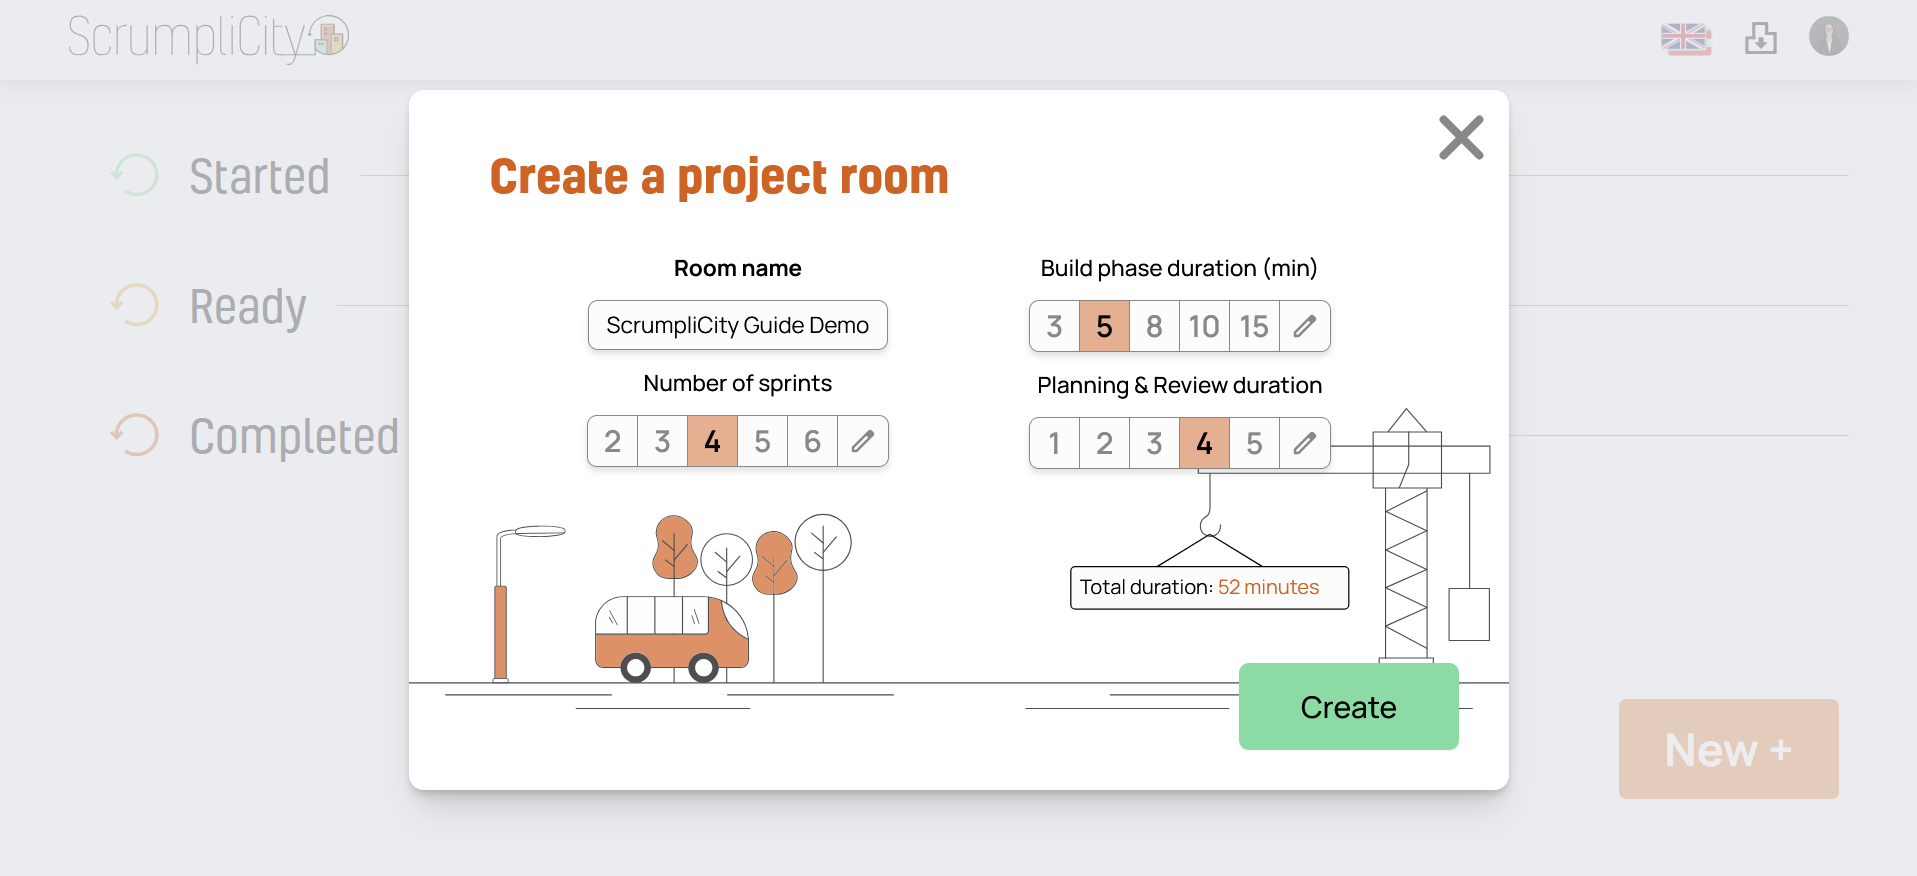 ScrumpliCity
Started
Ready
Completed
Create a project room
Room name
ScrumpliCity Guide Demo
Number of sprints
2 3 4 5 6
Build phase duration (min)
3 5 8 10 15
Planning & Review duration
1 2 3 4 5
Total duration: 52 minutes
Create
New +